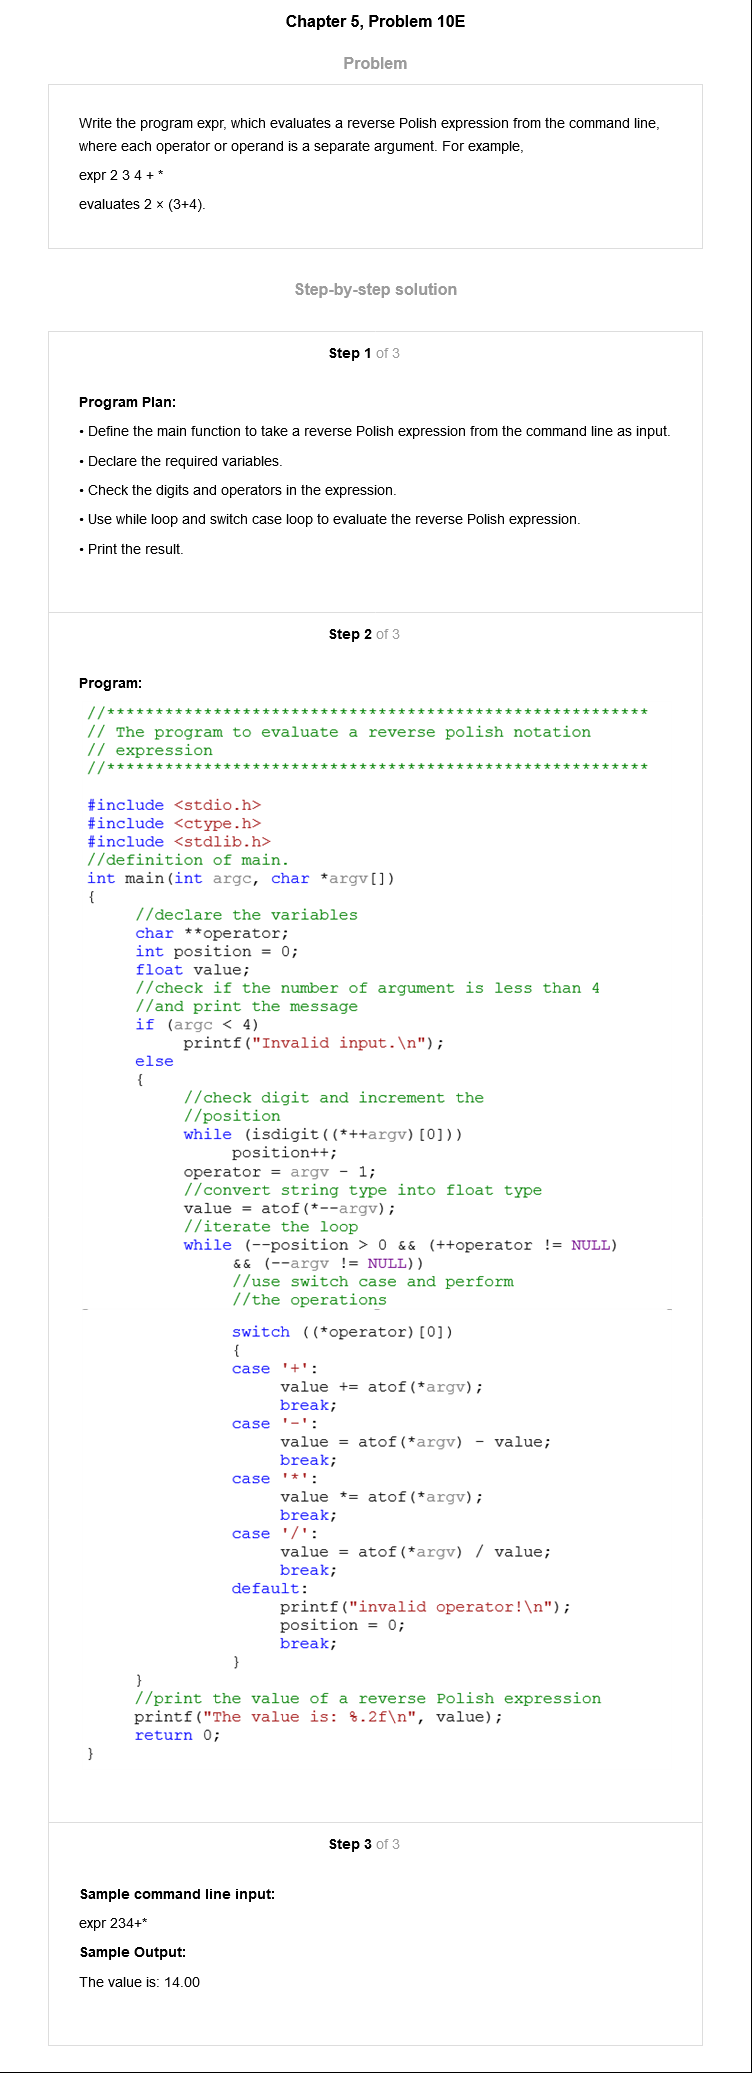 Chapter 5, Problem 10E
Problem
Write the program expr, which evaluates a reverse Polish expression from the command line,
where each operator or operand is a separate argument. For example,
expr 2 3 4 + *
evaluates 2 × (3+4).
Step-by-step solution
Step 1 of 3
Program Plan:
• Define the main function to take a reverse Polish expression from the command line as input.
• Declare the required variables.
• Check the digits and operators in the expression.
• Use while loop and switch case loop to evaluate the reverse Polish expression.
• Print the result.
Step 2 of 3
Program:
//********************************************************
// The program to evaluate a reverse polish notation
// expression
//********************************************************
#include <stdio.h>
#include <ctype.h>
#include <stdlib.h>
//definition of main.
int main(int argc, char *argv[])
{
//declare the variables
char **operator;
int position = 0;
float value;
//check if the number of argument is less than 4
//and print the message
if (argc < 4)
printf("Invalid input.\n");
else
{
//check digit and increment the
//position
while (isdigit((*++argv)[0]))
position++;
operator = argv - 1;
//convert string type into float type
value = atof(*--argv);
//iterate the loop
while (--position > 0 && (++operator != NULL)
&& (--argv != NULL))
//use switch case and perform
//the operations
switch ((*operator)[0])
{
case '+':
value += atof(*argv);
break;
case '-':
value = atof(*argv) - value;
break;
case '*':
value *= atof(*argv);
break;
case '/':
value = atof(*argv) / value;
break;
default:
printf("invalid operator!\n");
position = 0;
break;
}
}
//print the value of a reverse Polish expression
printf("The value is: %.2f\n", value);
return 0;
}
Step 3 of 3
Sample command line input:
expr 234+*
Sample Output:
The value is: 14.00